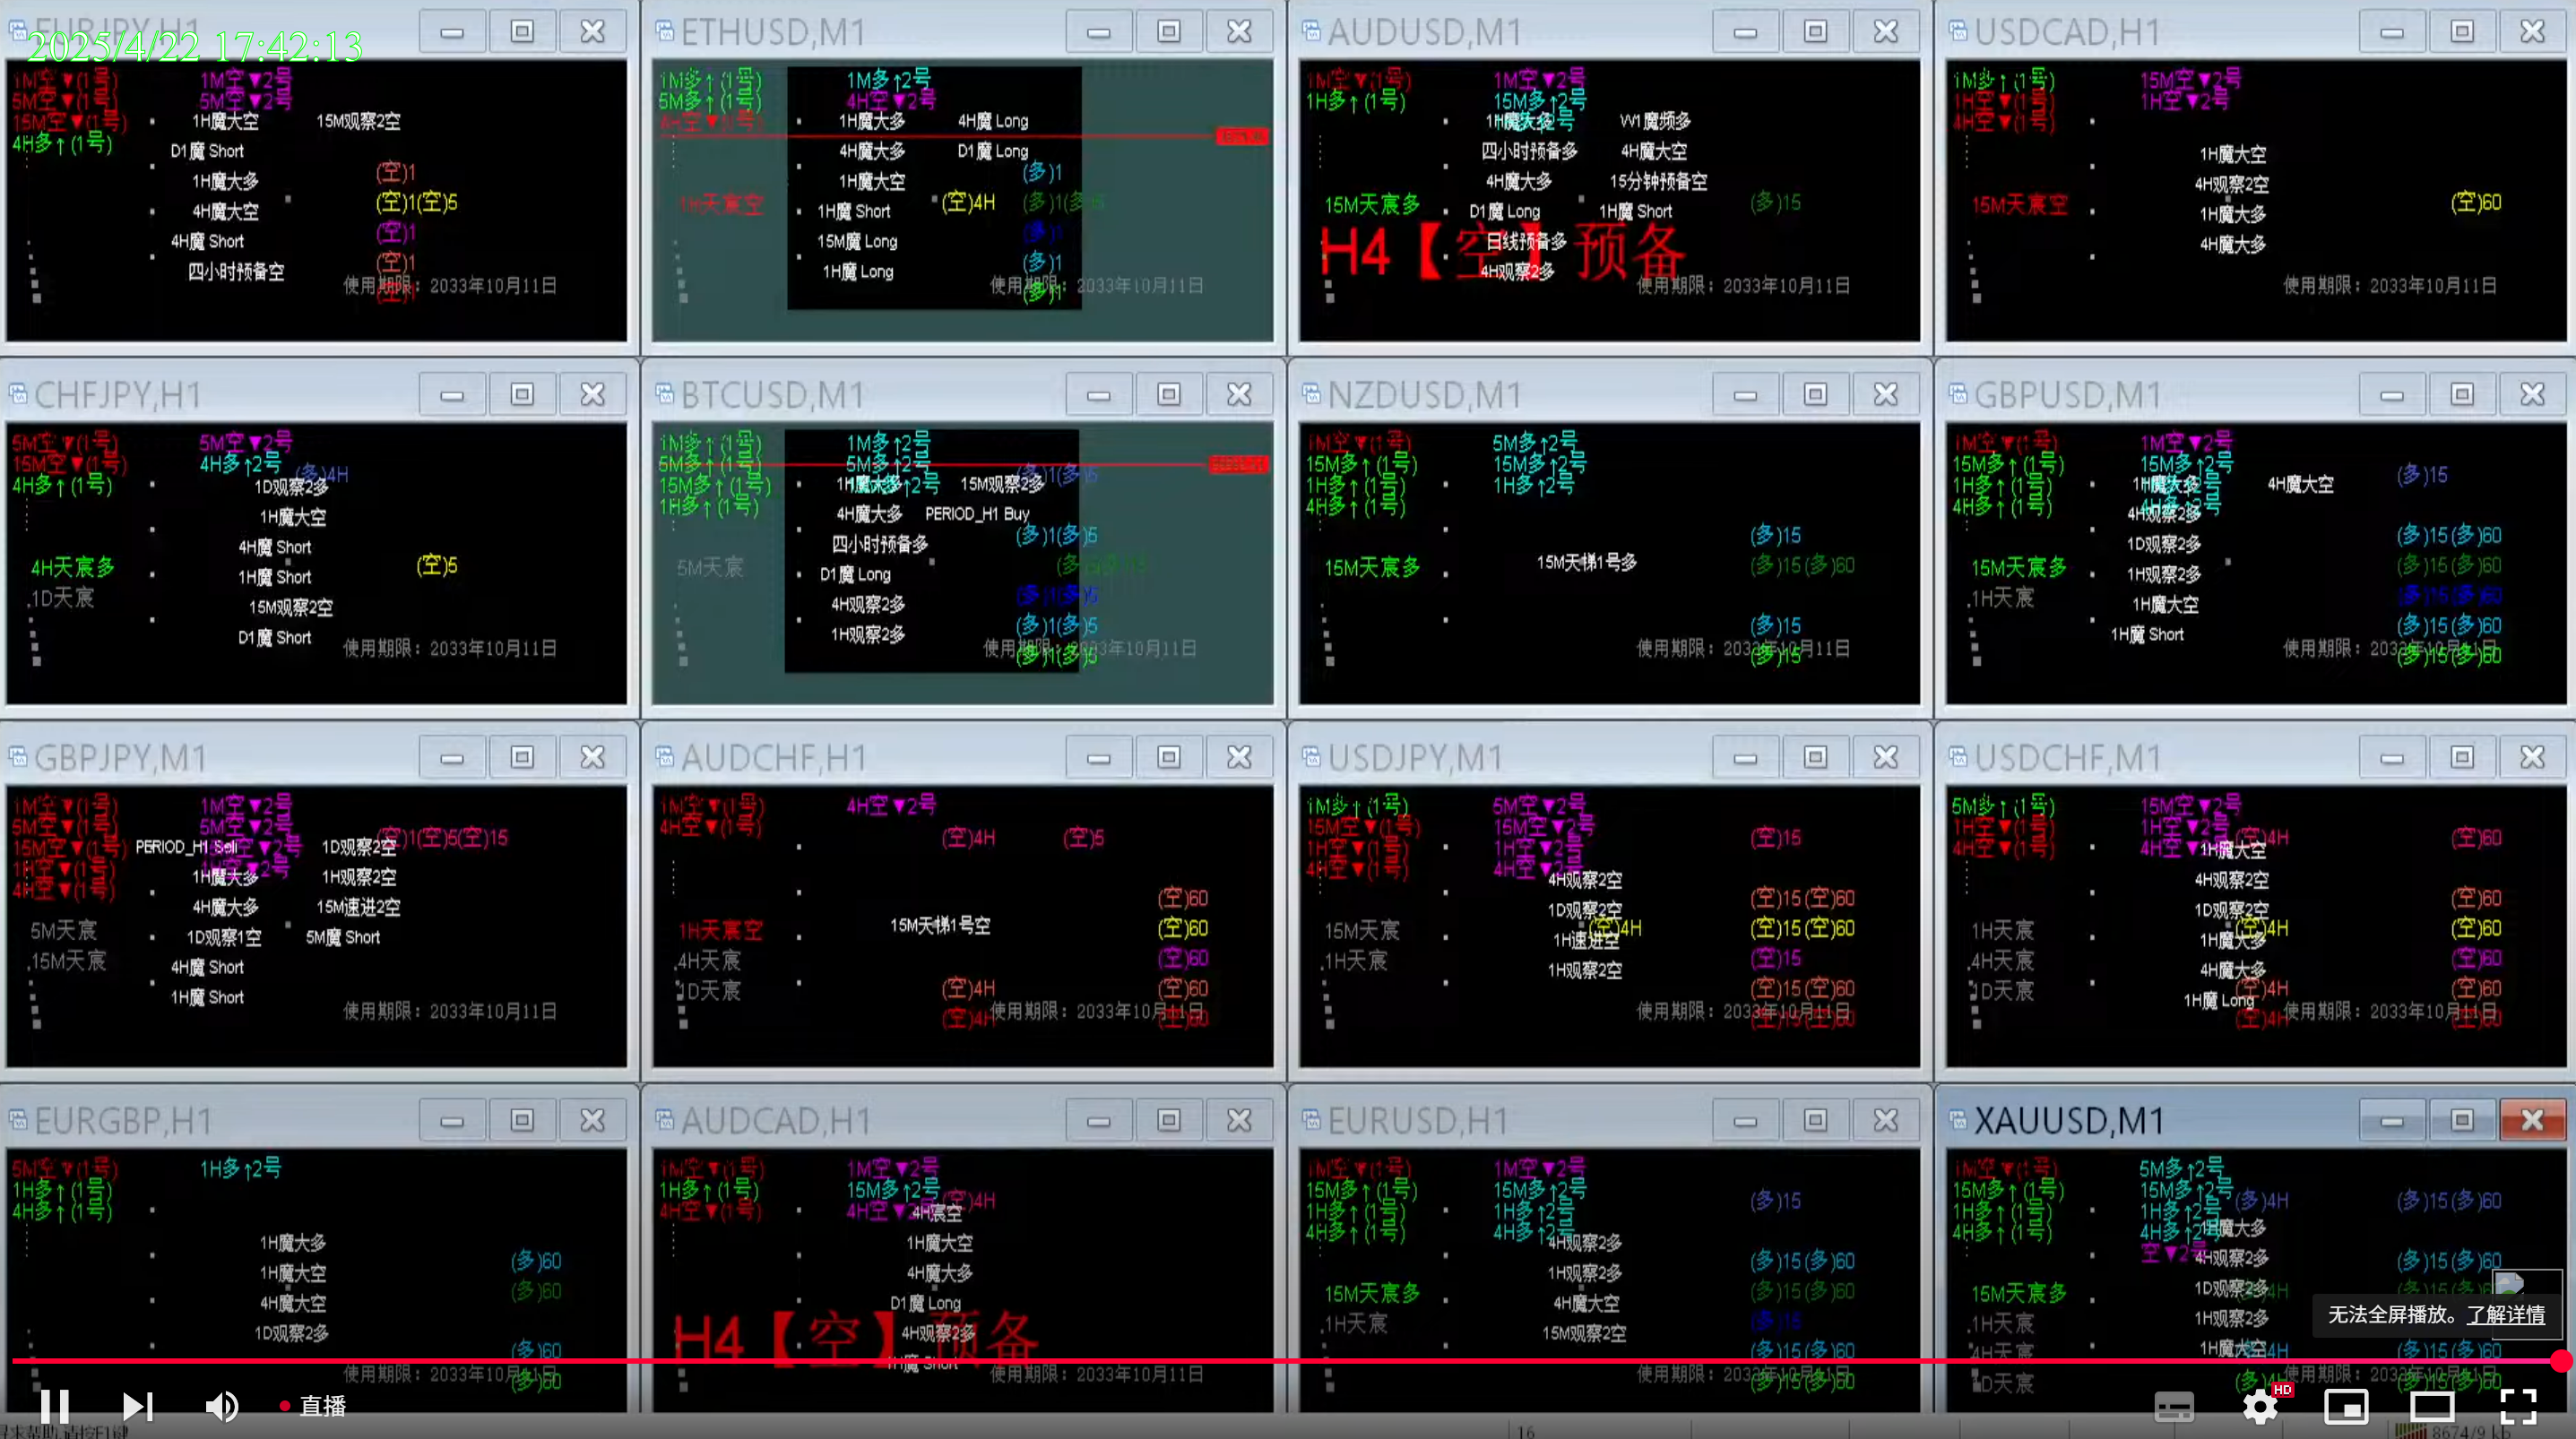 EURJPY,H1
2025/4/22 17:42:13
1M空▼(1号) 1M空▼2号
5M空▼(1号) 5M空▼2号
15M空▼(1号) 1H魔大空 15M观察2空
4H多↑(1号)
D1魔 Short
(空)1
1H魔大多
4H魔大空 (空)1(空)5
4H魔 Short (空)1
四小时预备空 (空)1
使用期限：2033年10月11日
ETHUSD,M1
1M多↑(1号) 1M多↑2号
5M多↑(1号) 4H空▼2号
1H魔大多 4H魔 Long
4H魔大多 D1魔 Long
(多)1
1H魔大空
1H天宸空 (空)4H
1H魔 Short
15M魔 Long (多)1
1H魔 Long (多)1
使用期限：2033年10月11日
(多)1
AUDUSD,M1
1M空▼(1号) 1M空▼2号
1H多↑(1号) 15M多↑2号
1H魔大多 W1魔频多
四小时预备多 4H魔大空
4H魔大多 15分钟预备空
15M天宸多 (多)15
D1魔 Long 1H魔 Short
日线预备多
H4【空】预备
4H观察2多
使用期限：2033年10月11日
USDCAD,H1
1M多↑(1号) 15M空▼2号
1H空▼(1号) 1H空▼2号
4H空▼(1号)
1H魔大空
4H观察2空
15M天宸空 (空)60
1H魔大多
4H魔大多
使用期限：2033年10月11日
CHFJPY,H1
5M空▼(1号) 5M空▼2号
15M空▼(1号) 4H多↑2号 (多)4H
4H多↑(1号) 1D观察2多
1H魔大空
4H魔 Short
4H天宸多 (空)5
1H魔 Short
.1D天宸 15M观察2空
D1魔 Short
使用期限：2033年10月11日
BTCUSD,M1
1M多↑(1号) 1M多↑2号
5M多↑(1号) 5M多↑2号
15M多↑(1号) 1H魔大多 15M观察2多 (多)1(多)5
1H多↑(1号) 4H魔大多 PERIOD_H1 Buy
四小时预备多 (多)1(多)5
5M天宸 D1魔 Long
4H观察2多 (多)1(多)5
1H观察2多 (多)1(多)5
使用期限：2033年10月11日
(多)1(多)5
NZDUSD,M1
1M空▼(1号) 5M多↑2号
15M多↑(1号) 15M多↑2号
1H多↑(1号) 1H多↑2号
4H多↑(1号)
(多)15
15M天宸多 15M天梯1号多 (多)15(多)60
(多)15
使用期限：2033年10月11日
(多)15
GBPUSD,M1
1M空▼(1号) 1M空▼2号
15M多↑(1号) 15M多↑2号 (多)15
1H多↑(1号) 1H魔大多 4H魔大空
4H多↑(1号) 4H观察2多
1D观察2多 (多)15(多)60
15M天宸多 1H观察2多 (多)15(多)60
.1H天宸 1H魔大空 (多)15(多)60
1H魔 Short (多)15(多)60
使用期限：2033年10月11日
(多)15(多)60
GBPJPY,M1
1M空▼(1号) 1M空▼2号
5M空▼(1号) 5M空▼2号 (空)1(空)5(空)15
15M空▼(1号) PERIOD_H1 Sell 1D观察2空
1H空▼(1号) 1H魔大多 1H观察2空
4H空▼(1号) 4H魔大多 15M速进2空
5M天宸 1D观察1空 5M魔 Short
.15M天宸 4H魔 Short
1H魔 Short
使用期限：2033年10月11日
AUDCHF,H1
1M空▼(1号) 4H空▼2号
4H空▼(1号) (空)4H (空)5
(空)60
1H天宸空 15M天梯1号空 (空)60
.4H天宸 (空)60
1D天宸 (空)4H (空)60
(空)4H 使用期限：2033年10月11日
(空)60
USDJPY,M1
1M多↑(1号) 5M空▼2号
15M空▼(1号) 15M空▼2号 (空)15
1H空▼(1号) 1H空▼2号
4H空▼(1号) 4H空▼2号
4H观察2空 (空)15(空)60
1D观察2空
15M天宸 (空)4H (空)15(空)60
1H速进空
.1H天宸 1H观察2空 (空)15
(空)15(空)60
使用期限：2033年10月11日
(空)15(空)60
USDCHF,M1
5M多↑(1号) 15M空▼2号
1H空▼(1号) 1H空▼2号 (空)4H (空)60
4H空▼(1号) 4H空▼2号 1H魔大空
4H观察2空 (空)60
1D观察2空
1H天宸 (空)4H (空)60
1H魔大多
.4H天宸 4H魔大多 (空)60
1D天宸 (空)4H (空)60
1H魔 Long
(空)4H 使用期限：2033年10月11日
(空)60
EURGBP,H1
5M空▼(1号) 1H多↑2号
1H多↑(1号)
4H多↑(1号)
1H魔大多
1H魔大空 (多)60
4H魔大空 (多)60
1D观察2多
(多)60
使用期限：2033年10月11日
(多)60
AUDCAD,H1
1M空▼(1号) 1M空▼2号
1H多↑(1号) 15M多↑2号 (空)4H
4H空▼(1号) 4H空▼2号 4H宸空
1H魔大空
4H魔大多
D1魔 Long
H4【空】预备
4H观察2多
1H魔 Short
使用期限：2033年10月11日
EURUSD,H1
1M空▼(1号) 1M空▼2号
15M多↑(1号) 15M多↑2号 (多)15
1H多↑(1号) 1H多↑2号
4H多↑(1号) 4H多↑2号 4H观察2多
1H观察2多 (多)15(多)60
15M天宸多 4H魔大空 (多)15(多)60
.1H天宸 15M观察2空 (多)15
(多)15(多)60
使用期限：2033年10月11日
(多)15(多)60
XAUUSD,M1
1M空▼(1号) 5M多↑2号
15M多↑(1号) 15M多↑2号 (多)4H (多)15(多)60
1H多↑(1号) 1H多↑2号
4H多↑(1号) 4H多↑2号 1H魔大多
空▼2号 4H观察2多 (多)15(多)60
15M天宸多 1D观察2多
.1H天宸 1H观察2多
4H天宸 1H魔大空 (多)15(多)60
1D天宸 使用期限：2033年10月11日
无法全屏播放。了解详情
直播
HD
16
8674/9 kb